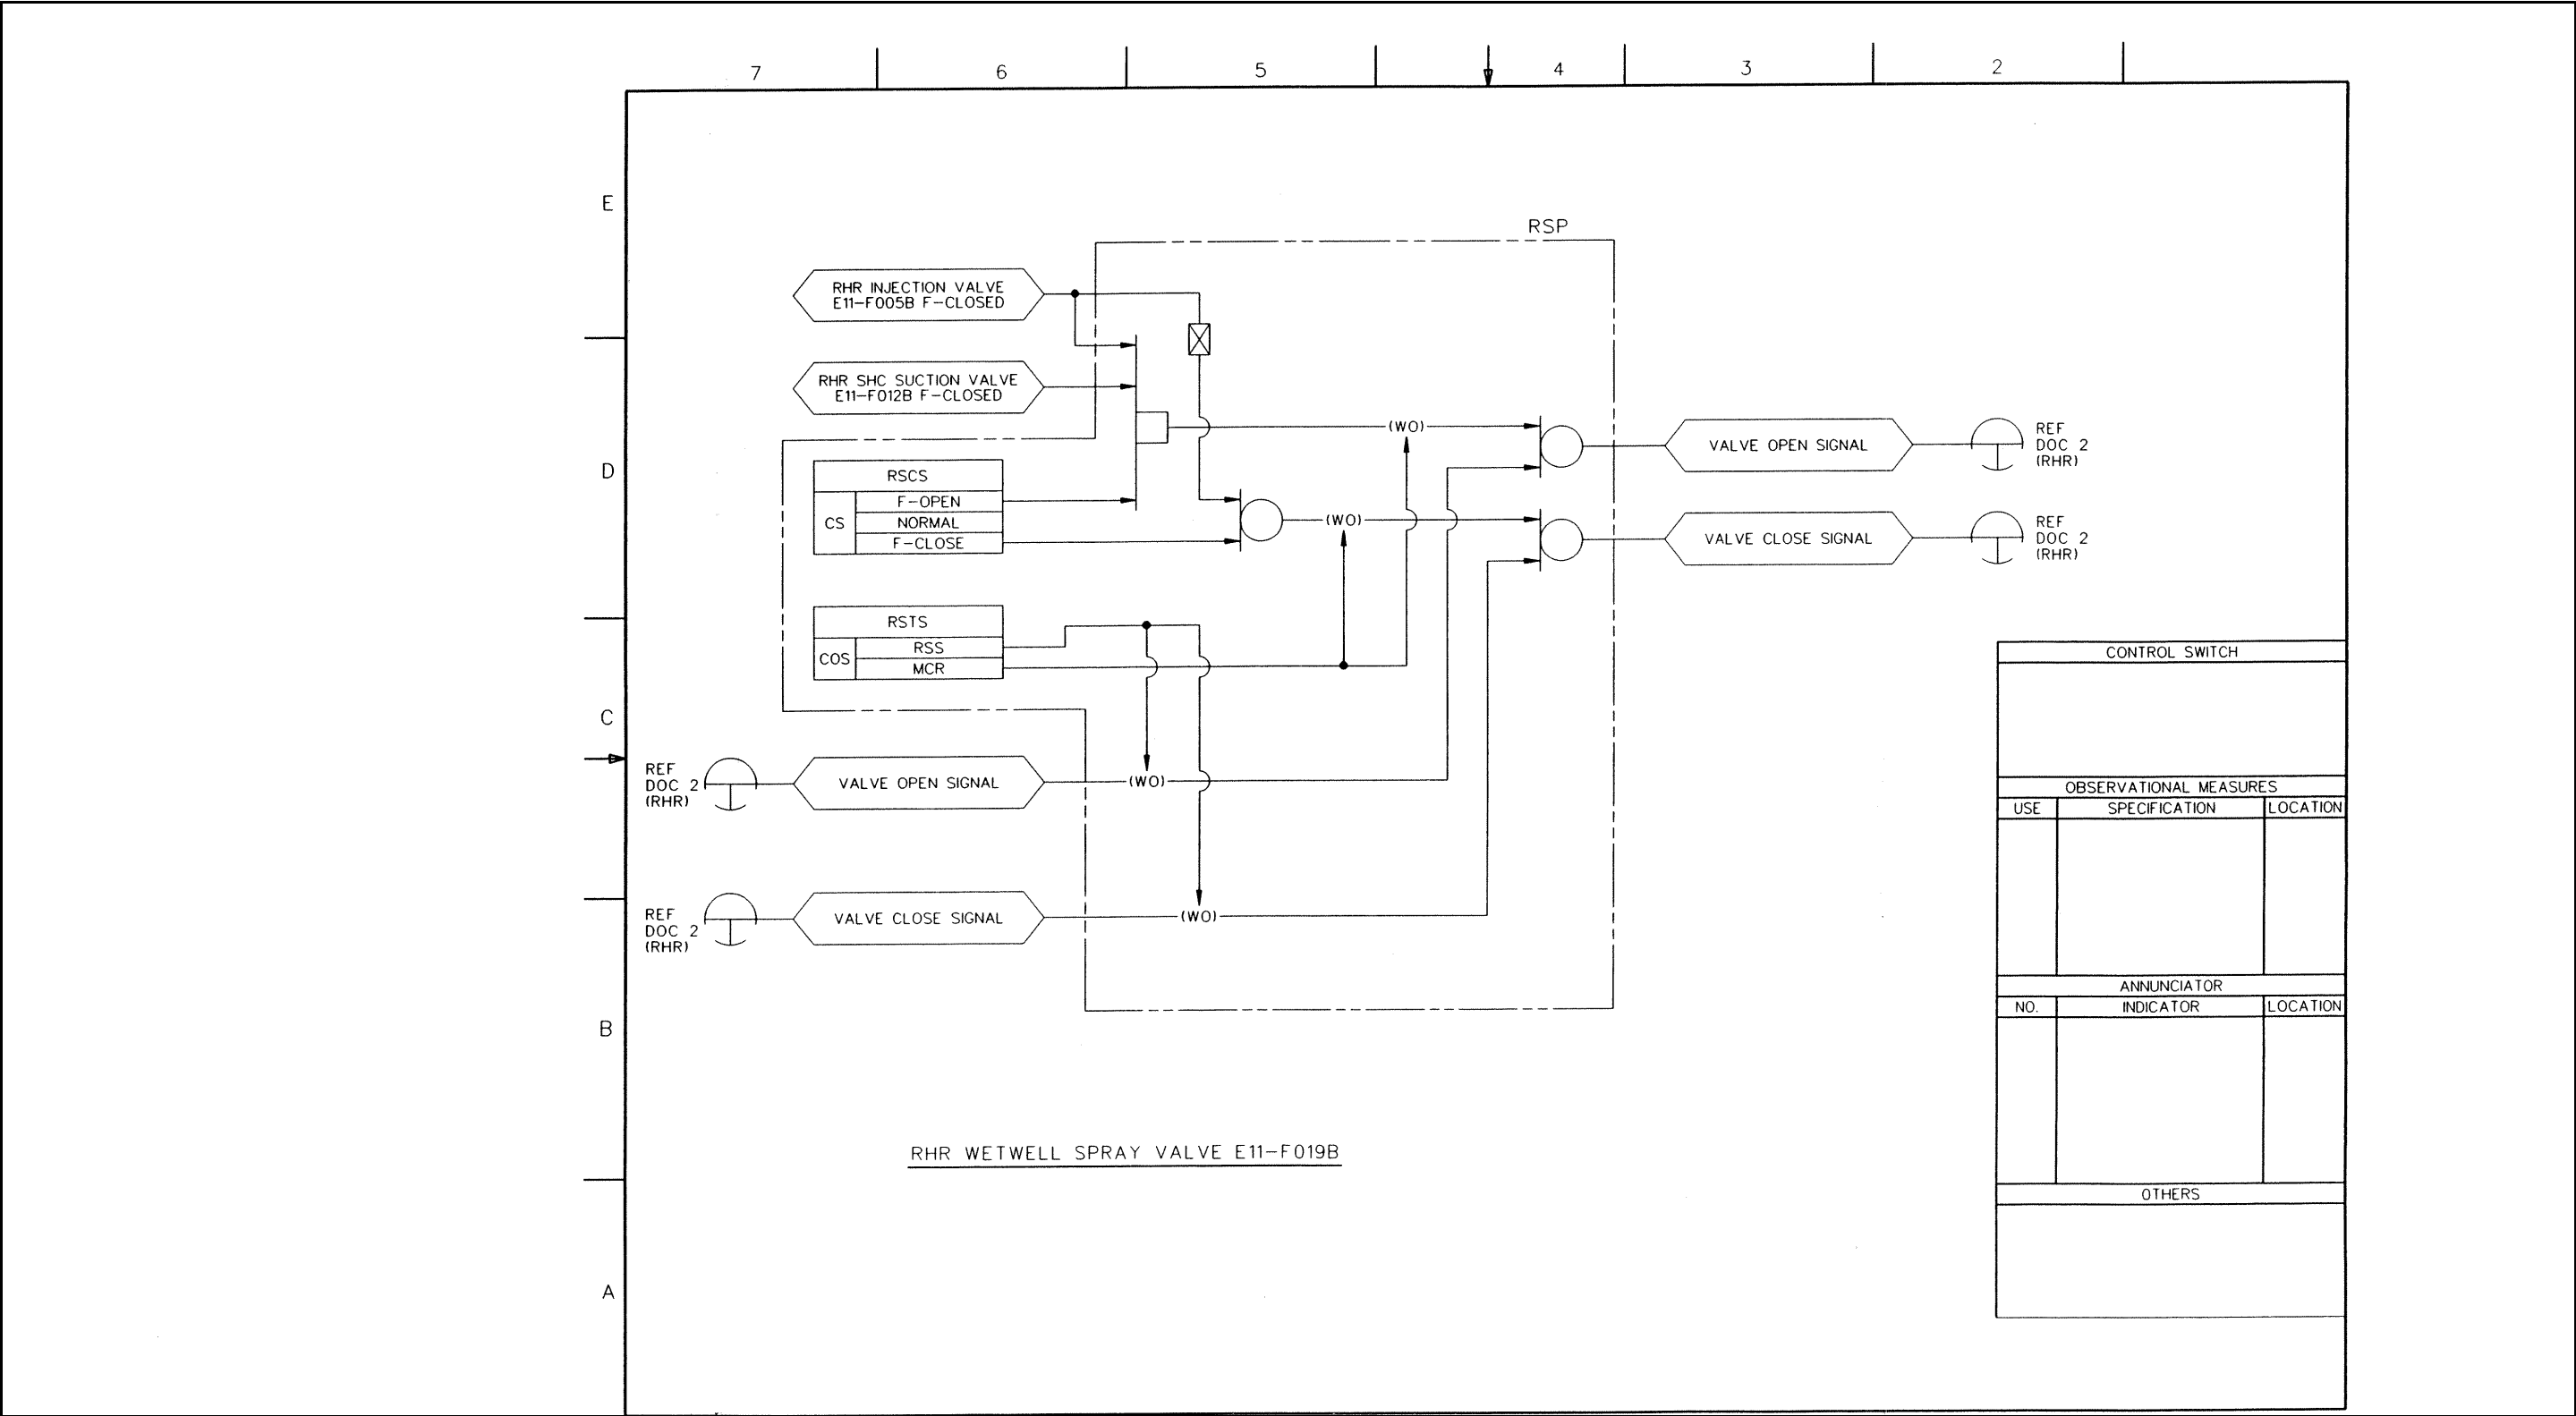 7 6 5 4 3 2
E
RSP
RHR INJECTION VALVE
E11-F005B F-CLOSED
RHR SHC SUCTION VALVE
E11-F012B F-CLOSED
D
(WO)
VALVE OPEN SIGNAL
REF
DOC 2
(RHR)
RSCS
CS
F-OPEN
NORMAL
F-CLOSE
(WO)
VALVE CLOSE SIGNAL
REF
DOC 2
(RHR)
RSTS
COS
RSS
MCR
C
REF
DOC 2
(RHR)
VALVE OPEN SIGNAL
(WO)
REF
DOC 2
(RHR)
VALVE CLOSE SIGNAL
(WO)
B
RHR WETWELL SPRAY VALVE E11-F019B
A
CONTROL SWITCH
OBSERVATIONAL MEASURES
USE SPECIFICATION LOCATION
ANNUNCIATOR
NO. INDICATOR LOCATION
OTHERS